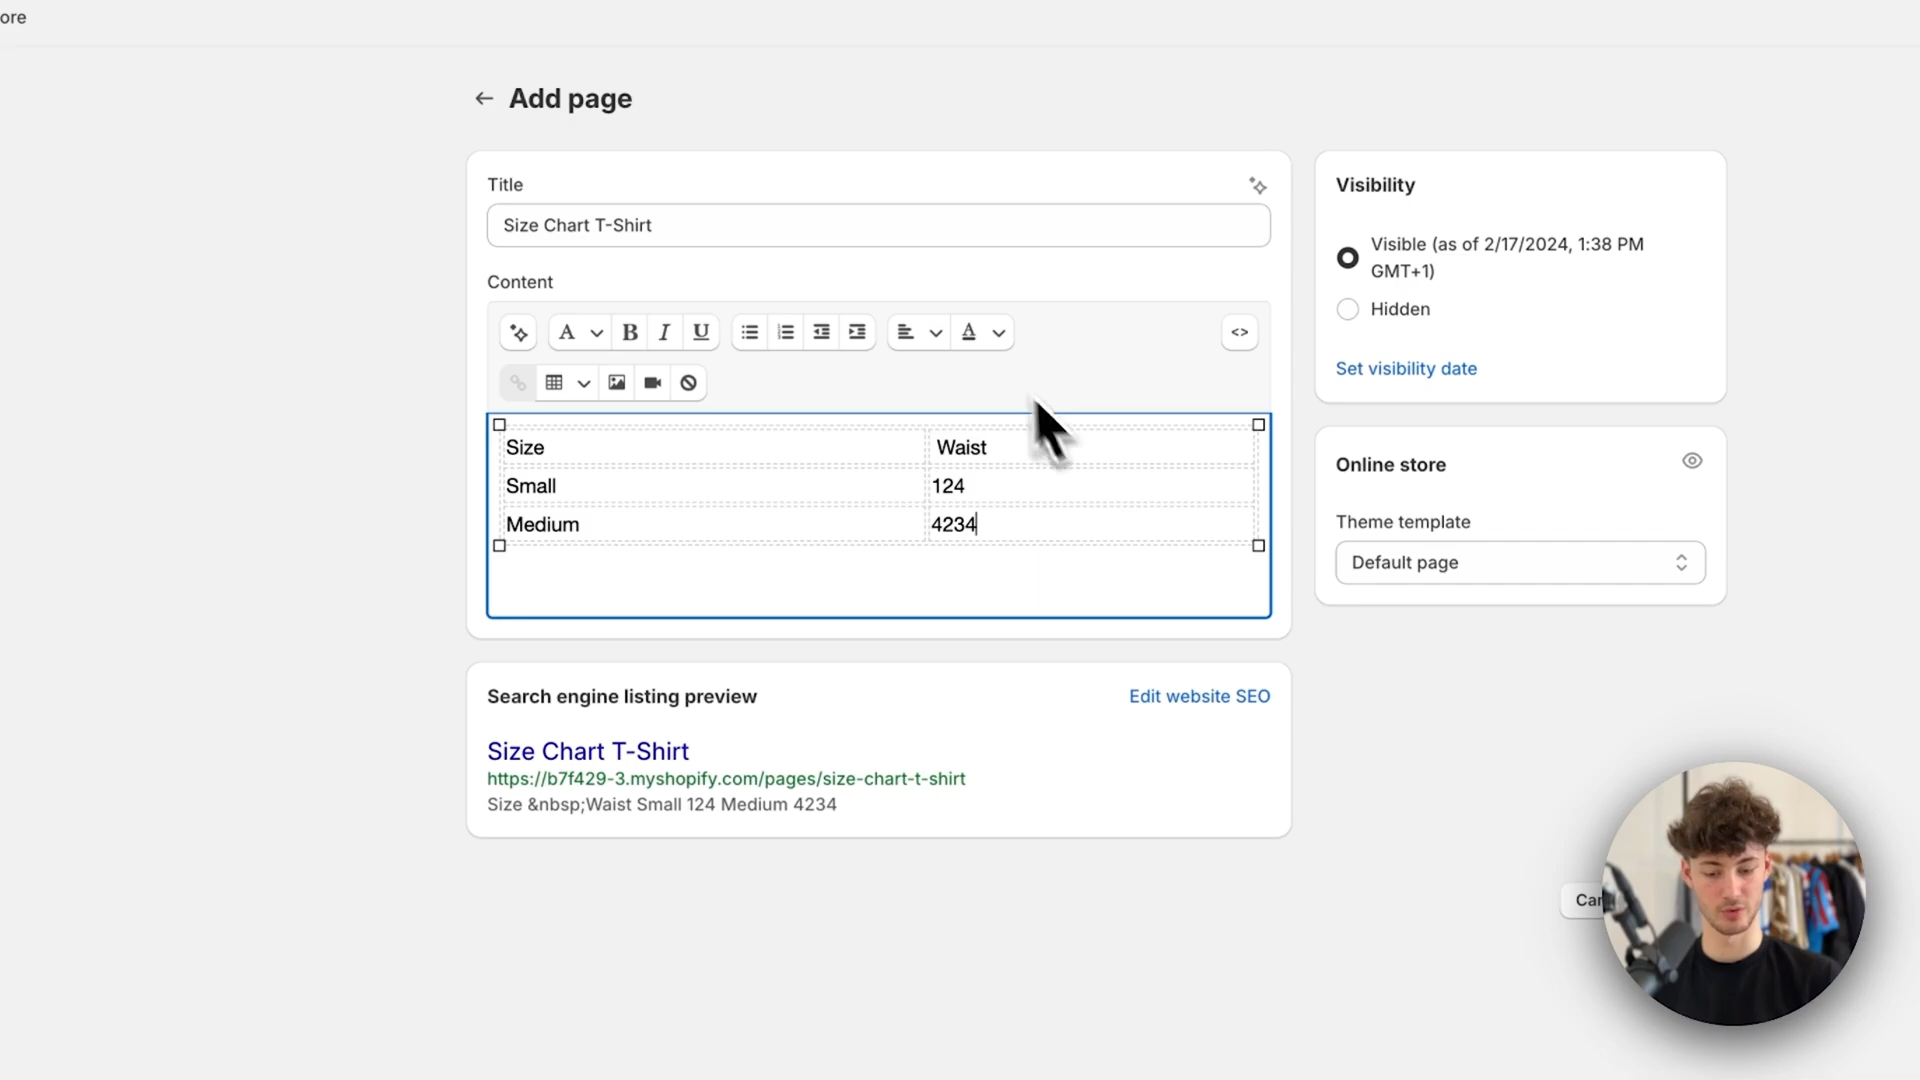 ore
Add page
Title
Size Chart T-Shirt
Content
A B I U A <>
Size Waist
Small 124
Medium 4234
Search engine listing preview
Edit website SEO
Size Chart T-Shirt
https://b7f429-3.myshopify.com/pages/size-chart-t-shirt
Size &nbsp;Waist Small 124 Medium 4234
Visibility
Visible (as of 2/17/2024, 1:38 PM
GMT+1)
Hidden
Set visibility date
Online store
Theme template
Default page
Car